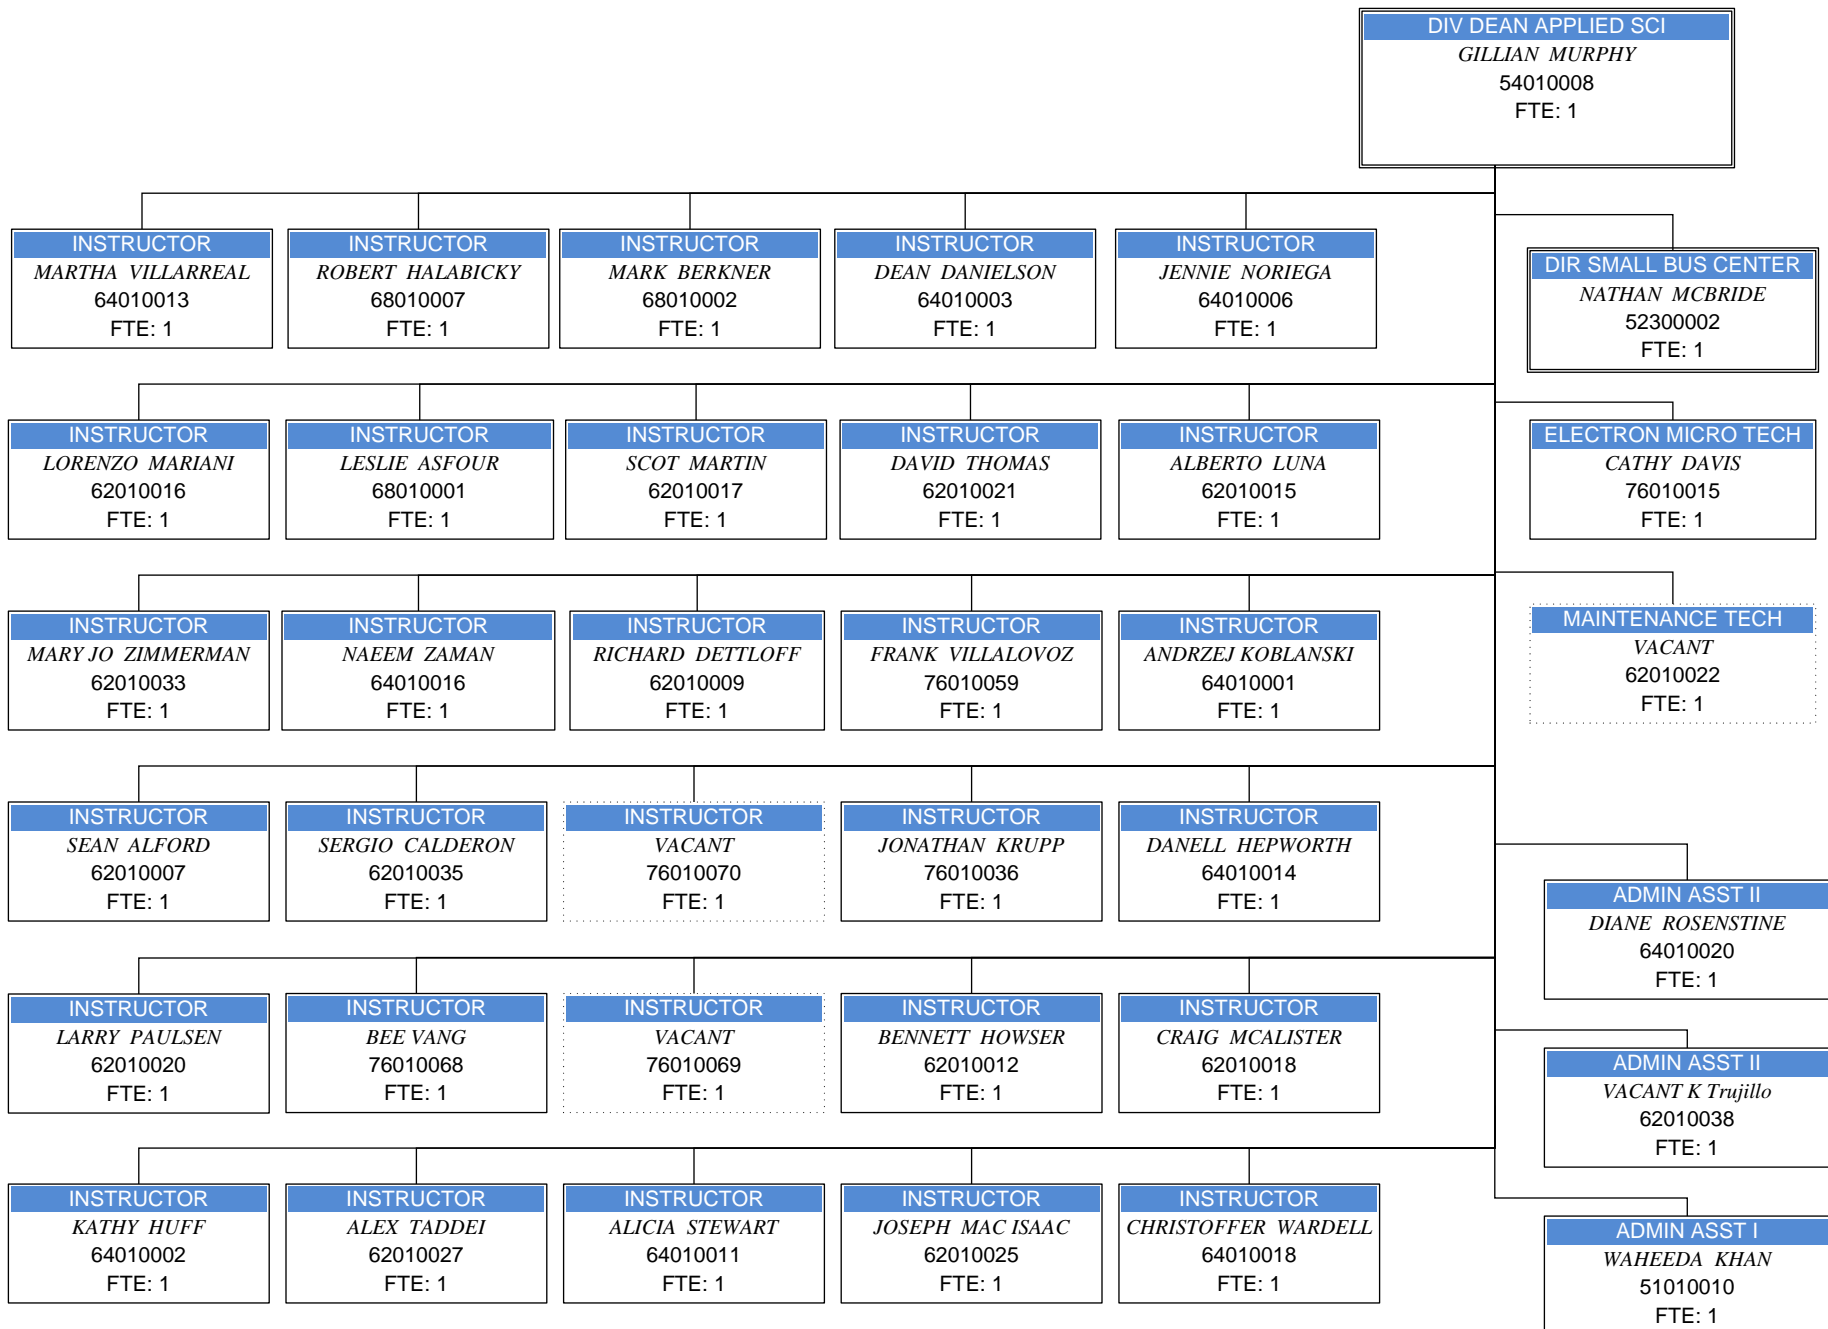 DIV DEAN APPLIED SCI
GILLIAN MURPHY
54010008
FTE: 1
INSTRUCTOR
MARTHA VILLARREAL
64010013
FTE: 1
INSTRUCTOR
ROBERT HALABICKY
68010007
FTE: 1
INSTRUCTOR
MARK BERKNER
68010002
FTE: 1
INSTRUCTOR
DEAN DANIELSON
64010003
FTE: 1
INSTRUCTOR
JENNIE NORIEGA
64010006
FTE: 1
DIR SMALL BUS CENTER
NATHAN MCBRIDE
52300002
FTE: 1
INSTRUCTOR
LORENZO MARIANI
62010016
FTE: 1
INSTRUCTOR
LESLIE ASFOUR
68010001
FTE: 1
INSTRUCTOR
SCOT MARTIN
62010017
FTE: 1
INSTRUCTOR
DAVID THOMAS
62010021
FTE: 1
INSTRUCTOR
ALBERTO LUNA
62010015
FTE: 1
ELECTRON MICRO TECH
CATHY DAVIS
76010015
FTE: 1
INSTRUCTOR
MARY JO ZIMMERMAN
62010033
FTE: 1
INSTRUCTOR
NAEEM ZAMAN
64010016
FTE: 1
INSTRUCTOR
RICHARD DETTLOFF
62010009
FTE: 1
INSTRUCTOR
FRANK VILLALOVOZ
76010059
FTE: 1
INSTRUCTOR
ANDRZEJ KOBLANSKI
64010001
FTE: 1
MAINTENANCE TECH
VACANT
62010022
FTE: 1
INSTRUCTOR
SEAN ALFORD
62010007
FTE: 1
INSTRUCTOR
SERGIO CALDERON
62010035
FTE: 1
INSTRUCTOR
VACANT
76010070
FTE: 1
INSTRUCTOR
JONATHAN KRUPP
76010036
FTE: 1
INSTRUCTOR
DANELL HEPWORTH
64010014
FTE: 1
ADMIN ASST II
DIANE ROSENSTINE
64010020
FTE: 1
INSTRUCTOR
LARRY PAULSEN
62010020
FTE: 1
INSTRUCTOR
BEE VANG
76010068
FTE: 1
INSTRUCTOR
VACANT
76010069
FTE: 1
INSTRUCTOR
BENNETT HOWSER
62010012
FTE: 1
INSTRUCTOR
CRAIG MCALISTER
62010018
FTE: 1
ADMIN ASST II
VACANT K Trujillo
62010038
FTE: 1
INSTRUCTOR
KATHY HUFF
64010002
FTE: 1
INSTRUCTOR
ALEX TADDEI
62010027
FTE: 1
INSTRUCTOR
ALICIA STEWART
64010011
FTE: 1
INSTRUCTOR
JOSEPH MAC ISAAC
62010025
FTE: 1
INSTRUCTOR
CHRISTOFFER WARDELL
64010018
FTE: 1
ADMIN ASST I
WAHEEDA KHAN
51010010
FTE: 1